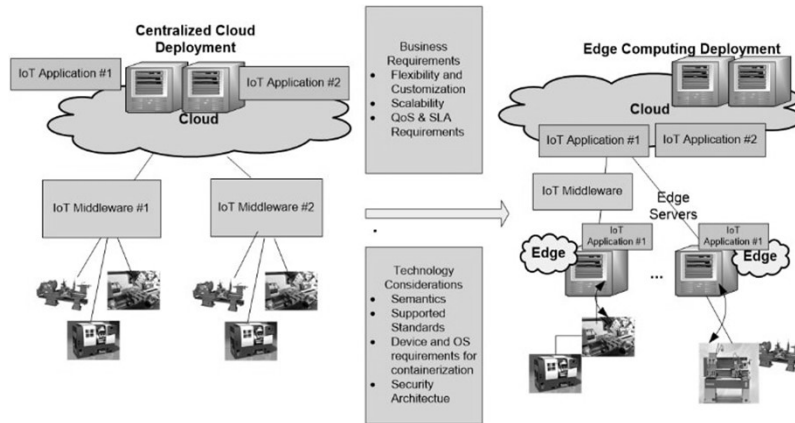 Centralized Cloud
Deployment
IoT Application #1
IoT Application #2
Cloud
IoT Middleware #1
IoT Middleware #2
Business
Requirements
• Flexibility and
Customization
• Scalability
• QoS & SLA
Requirements
Technology
Considerations
• Semantics
• Supported
Standards
• Device and OS
requirements for
containerization
• Security
Architectue
Edge Computing Deployment
Cloud
IoT Application #1
IoT Application #2
IoT Middleware
Edge
Servers
IoT
Application #1
IoT
Application #1
Edge
...
Edge